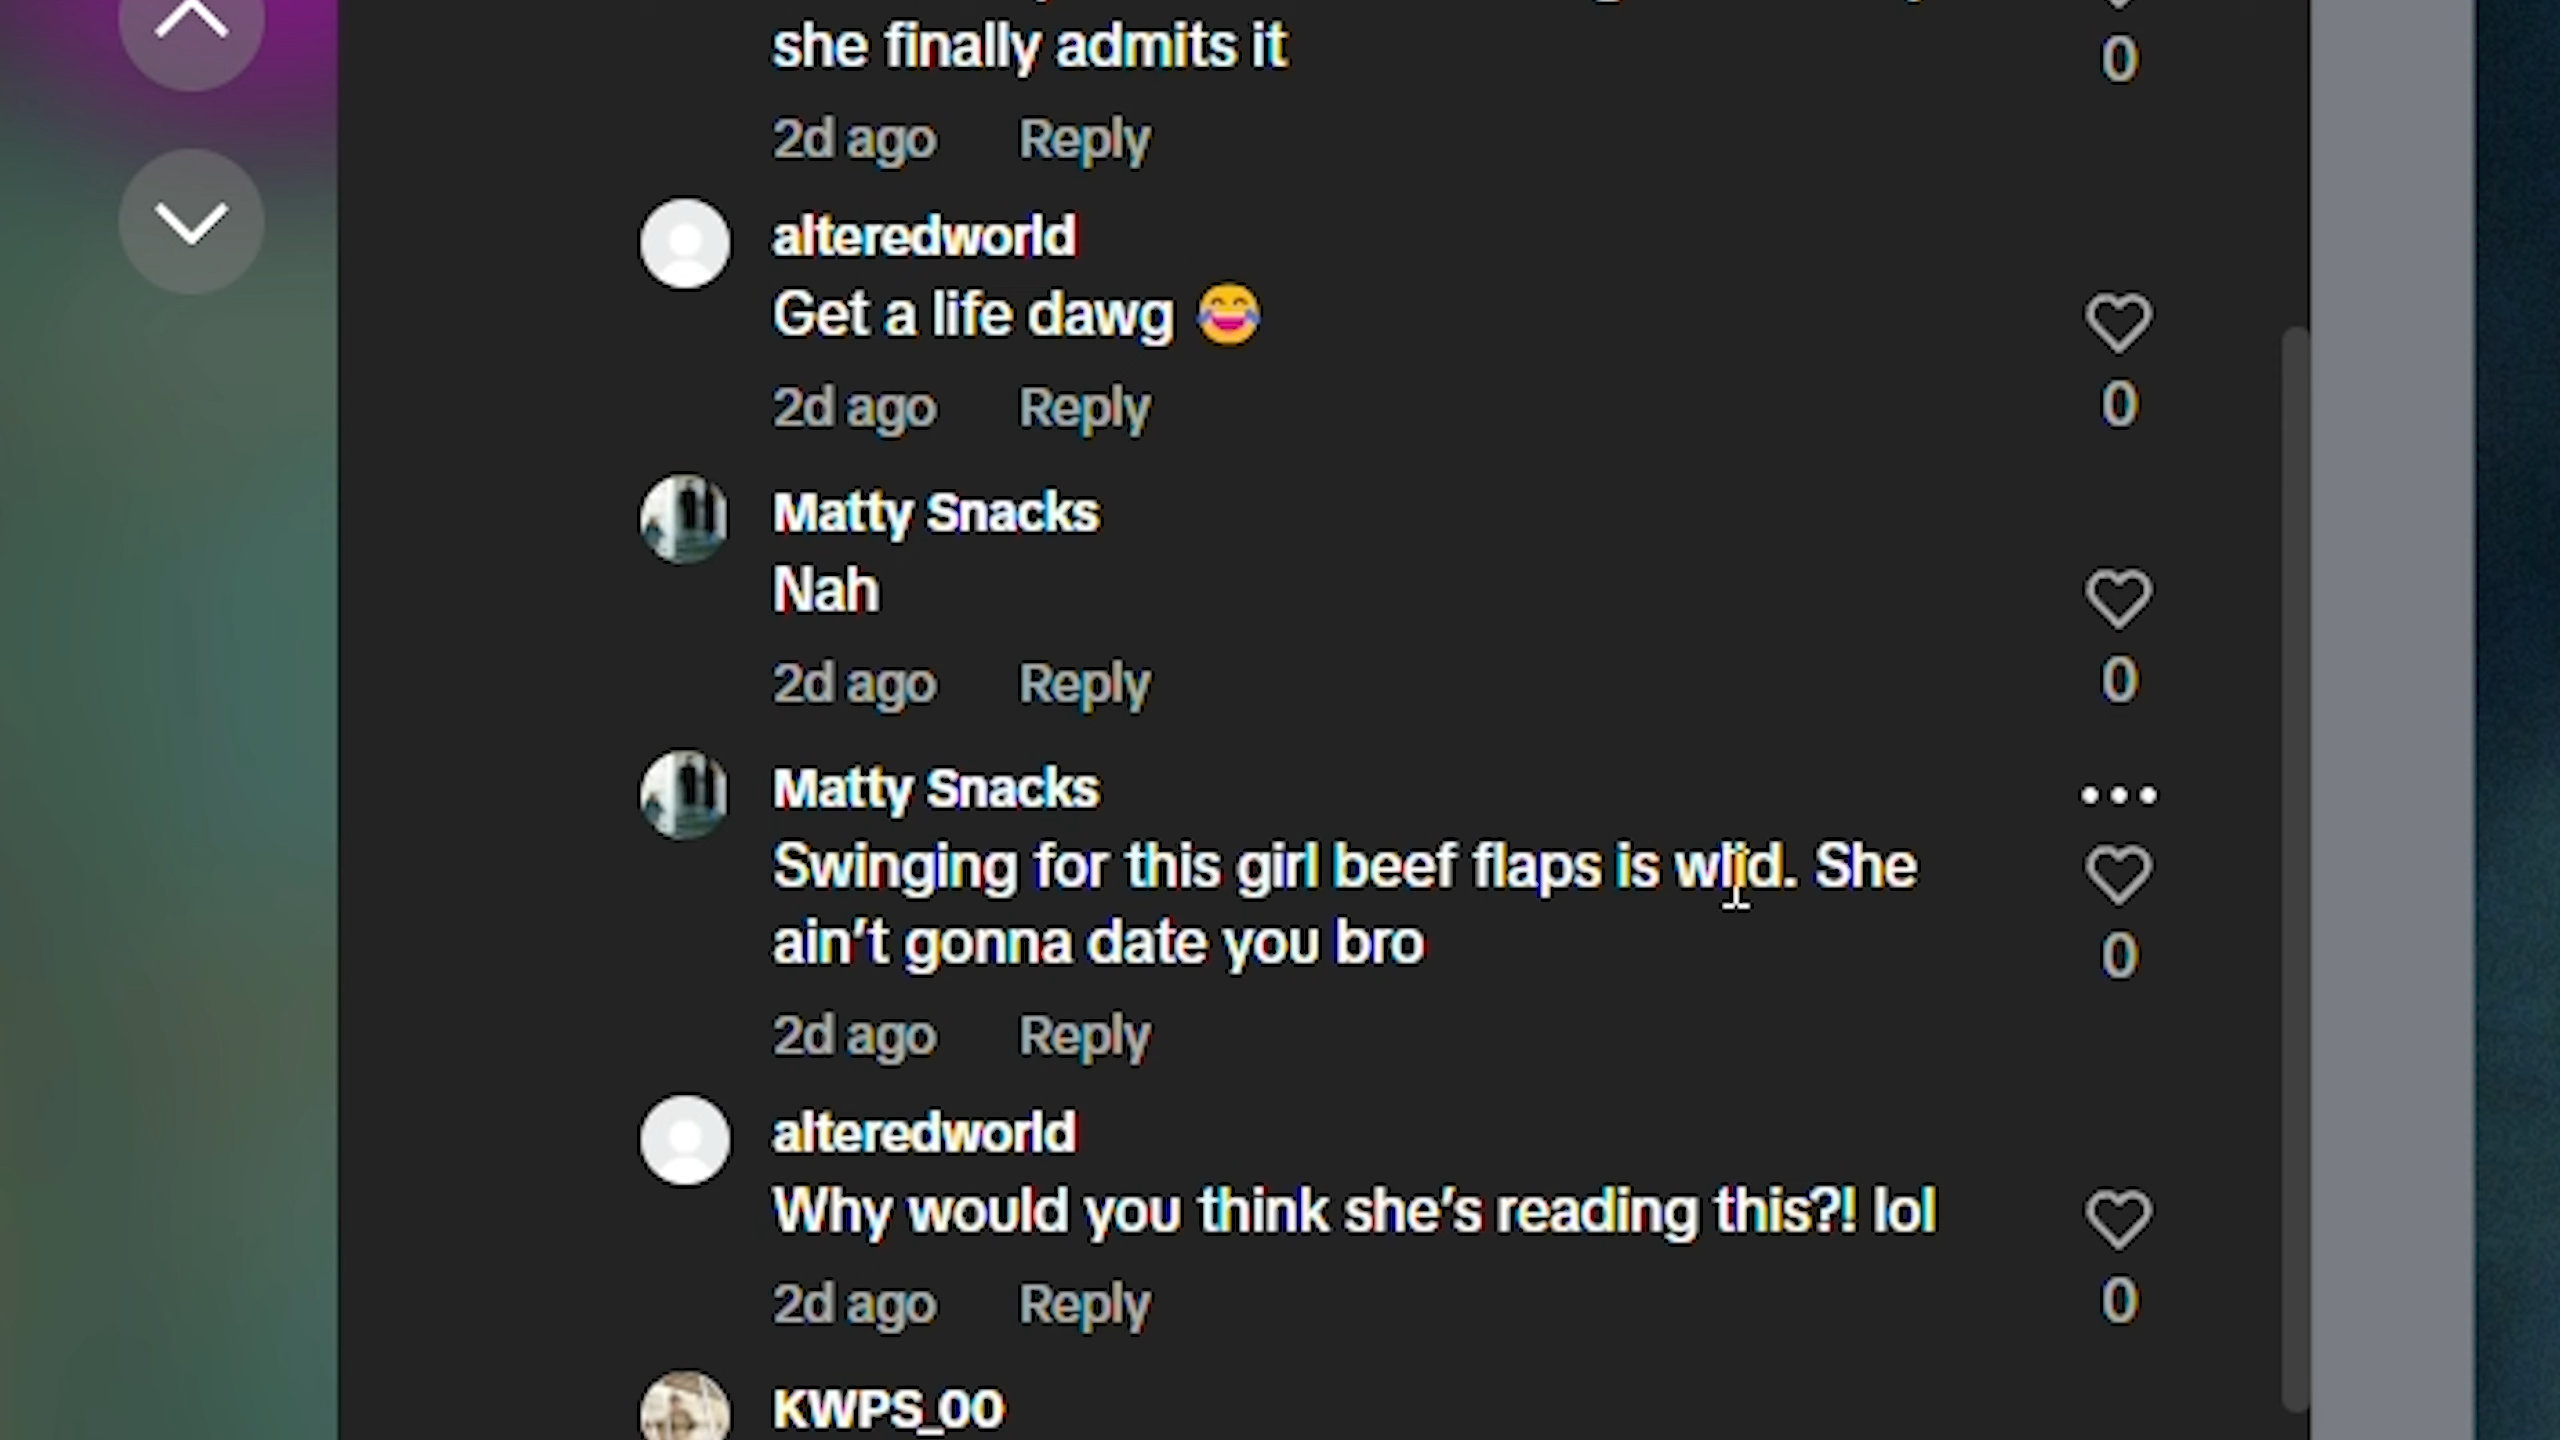 she finally admits it
0
2d ago Reply
alteredworld
Get a life dawg 😂
2d ago Reply
0
Matty Snacks
Nah
2d ago Reply
0
Matty Snacks
Swinging for this girl beef flaps is wild. She
ain't gonna date you bro
2d ago Reply
0
alteredworld
Why would you think she's reading this?! lol
2d ago Reply
0
KWPS_00